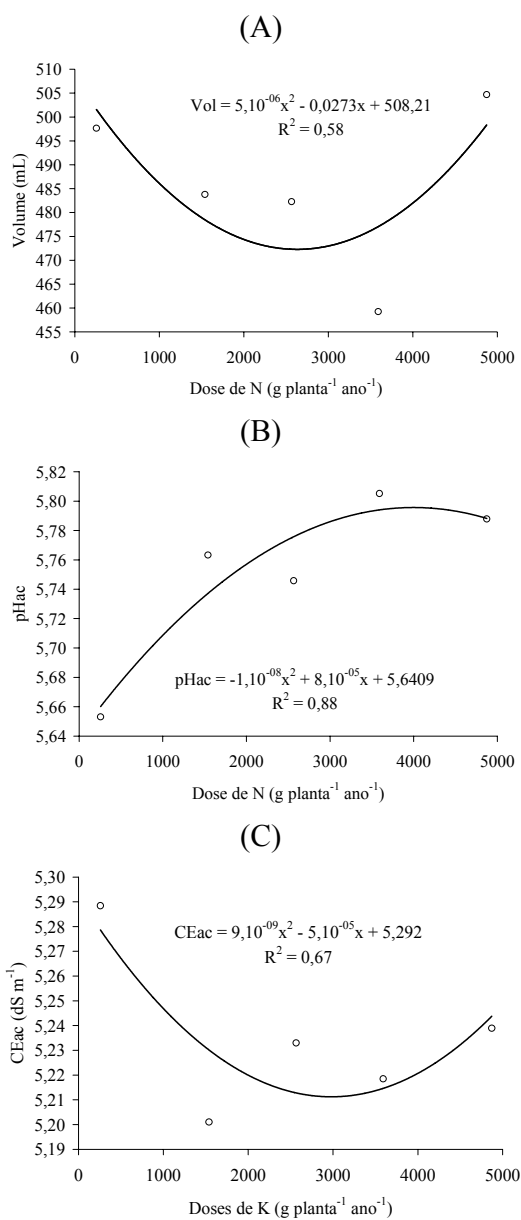 (A)
510
505
500
495
490
485
480
475
470
465
460
455
Volume (mL)
Vol = 5,10⁻⁰⁶x² - 0,0273x + 508,21
R² = 0,58
0 1000 2000 3000 4000 5000
Dose de N (g planta⁻¹ ano⁻¹)
(B)
5,82
5,80
5,78
5,76
5,74
5,72
5,70
5,68
5,66
5,64
pHac
pHac = -1,10⁻⁰⁸x² + 8,10⁻⁰⁵x + 5,6409
R² = 0,88
0 1000 2000 3000 4000 5000
Dose de N (g planta⁻¹ ano⁻¹)
(C)
5,30
5,29
5,28
5,27
5,26
5,25
5,24
5,23
5,22
5,21
5,20
5,19
CEac (dS m⁻¹)
CEac = 9,10⁻⁰⁹x² - 5,10⁻⁰⁵x + 5,292
R² = 0,67
0 1000 2000 3000 4000 5000
Doses de K (g planta⁻¹ ano⁻¹)